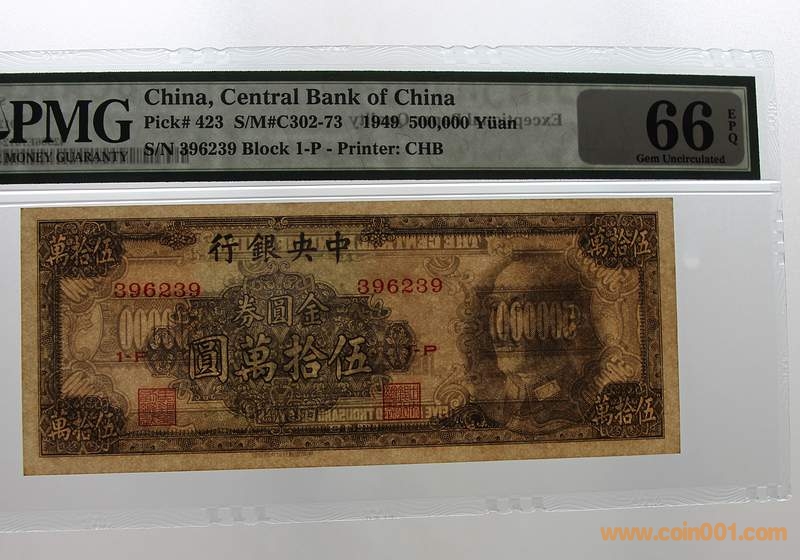 PMG
MONEY GUARANTY
China, Central Bank of China
Pick# 423 S/M#C302-73 1949 500,000 Yüan
S/N 396239 Block 1-P - Printer: CHB
66
EPQ
Gem Uncirculated
萬拾伍
萬拾伍
行銀央中
396239
396239
券圓金
圓萬拾伍
1-P
1-P
萬拾伍
萬拾伍
www.coin001.com